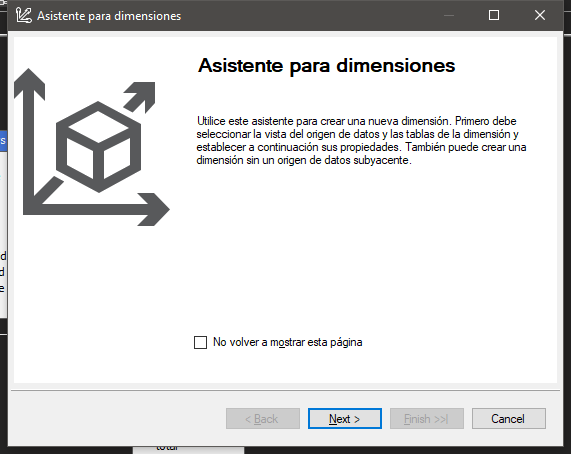 Asistente para dimensiones
Asistente para dimensiones
Utilice este asistente para crear una nueva dimensión. Primero debe
seleccionar la vista del origen de datos y las tablas de la dimensión y
establecer a continuación sus propiedades. También puede crear una
dimensión sin un origen de datos subyacente.
s
d
d
e
No volver a mostrar esta página
< Back
Next >
Finish >>|
Cancel
total